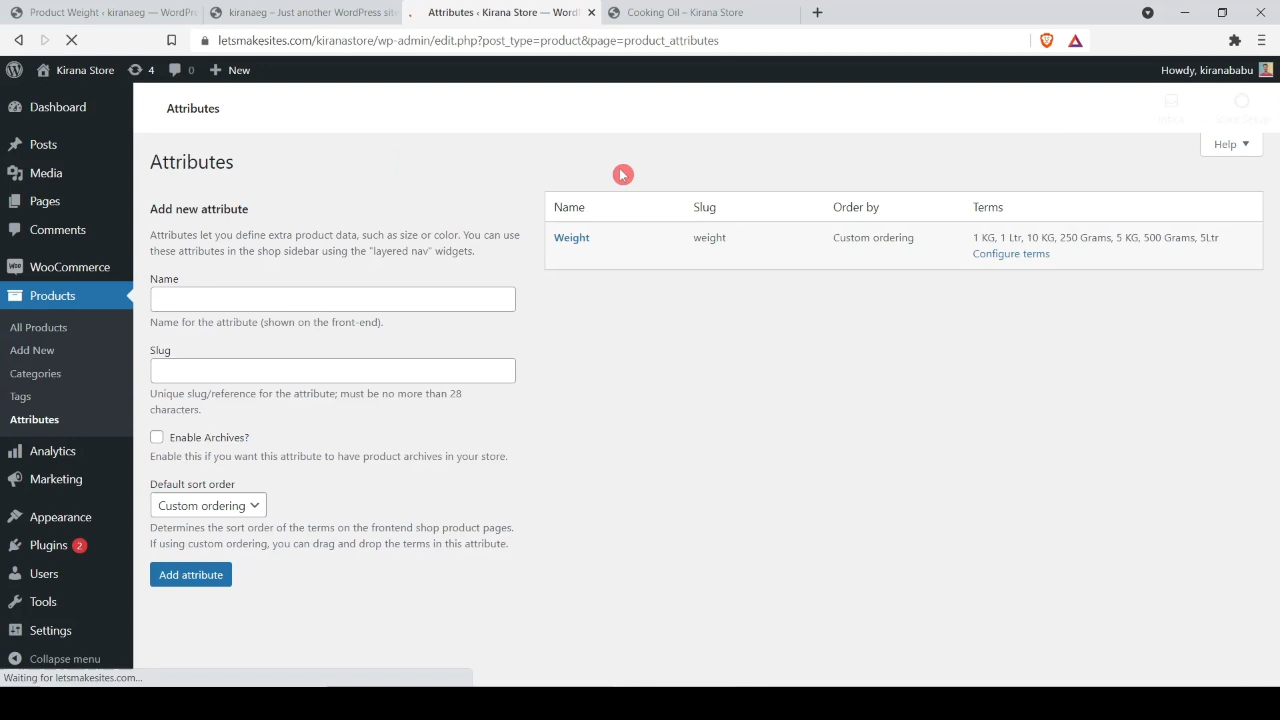 Product Weight ‹ kiranaeg — WordPr
kiranaeg – Just another WordPress site
Attributes ‹ Kirana Store — Word
Cooking Oil – Kirana Store
letsmakesites.com/kiranastore/wp-admin/edit.php?post_type=product&page=product_attributes
Kirana Store
4
0
New
Howdy, kiranababu
Dashboard
Posts
Media
Pages
Comments
WooCommerce
Products
All Products
Add New
Categories
Tags
Attributes
Analytics
Marketing
Appearance
Plugins 2
Users
Tools
Settings
Collapse menu
Attributes
Help
Attributes
Add new attribute
Attributes let you define extra product data, such as size or color. You can use
these attributes in the shop sidebar using the "layered nav" widgets.
Name
Name for the attribute (shown on the front-end).
Slug
Unique slug/reference for the attribute; must be no more than 28
characters.
Enable Archives?
Enable this if you want this attribute to have product archives in your store.
Default sort order
Custom ordering
Determines the sort order of the terms on the frontend shop product pages.
If using custom ordering, you can drag and drop the terms in this attribute.
Add attribute
Name Slug Order by Terms
Weight weight Custom ordering 1 KG, 1 Ltr, 10 KG, 250 Grams, 5 KG, 500 Grams, 5Ltr
Configure terms
Waiting for letsmakesites.com...